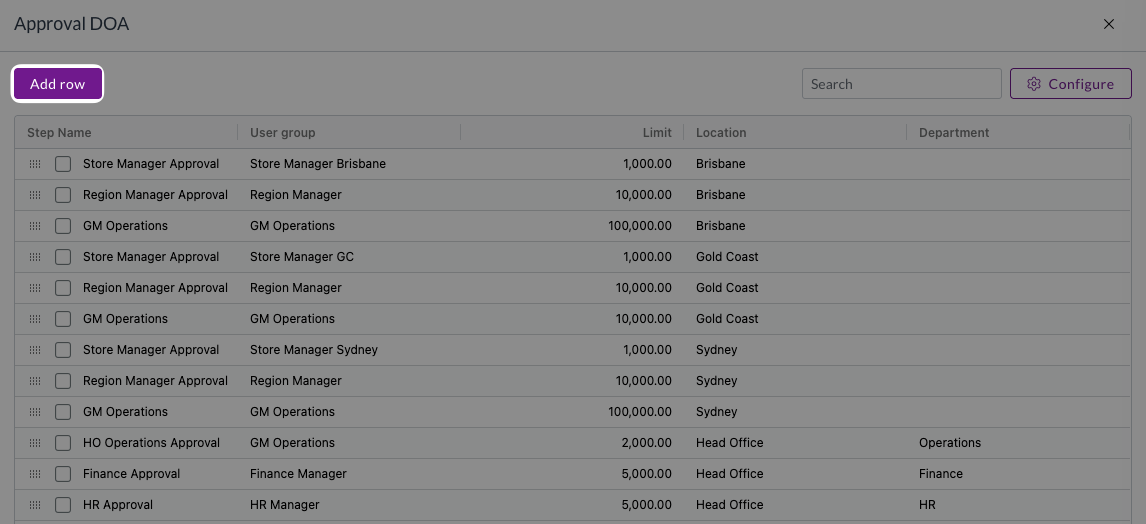 Approval DOA
Add row Search Configure
Step Name User group Limit Location Department
Store Manager Approval Store Manager Brisbane 1,000.00 Brisbane
Region Manager Approval Region Manager 10,000.00 Brisbane
GM Operations GM Operations 100,000.00 Brisbane
Store Manager Approval Store Manager GC 1,000.00 Gold Coast
Region Manager Approval Region Manager 10,000.00 Gold Coast
GM Operations GM Operations 10,000.00 Gold Coast
Store Manager Approval Store Manager Sydney 1,000.00 Sydney
Region Manager Approval Region Manager 10,000.00 Sydney
GM Operations GM Operations 100,000.00 Sydney
HO Operations Approval GM Operations 2,000.00 Head Office Operations
Finance Approval Finance Manager 5,000.00 Head Office Finance
HR Approval HR Manager 5,000.00 Head Office HR